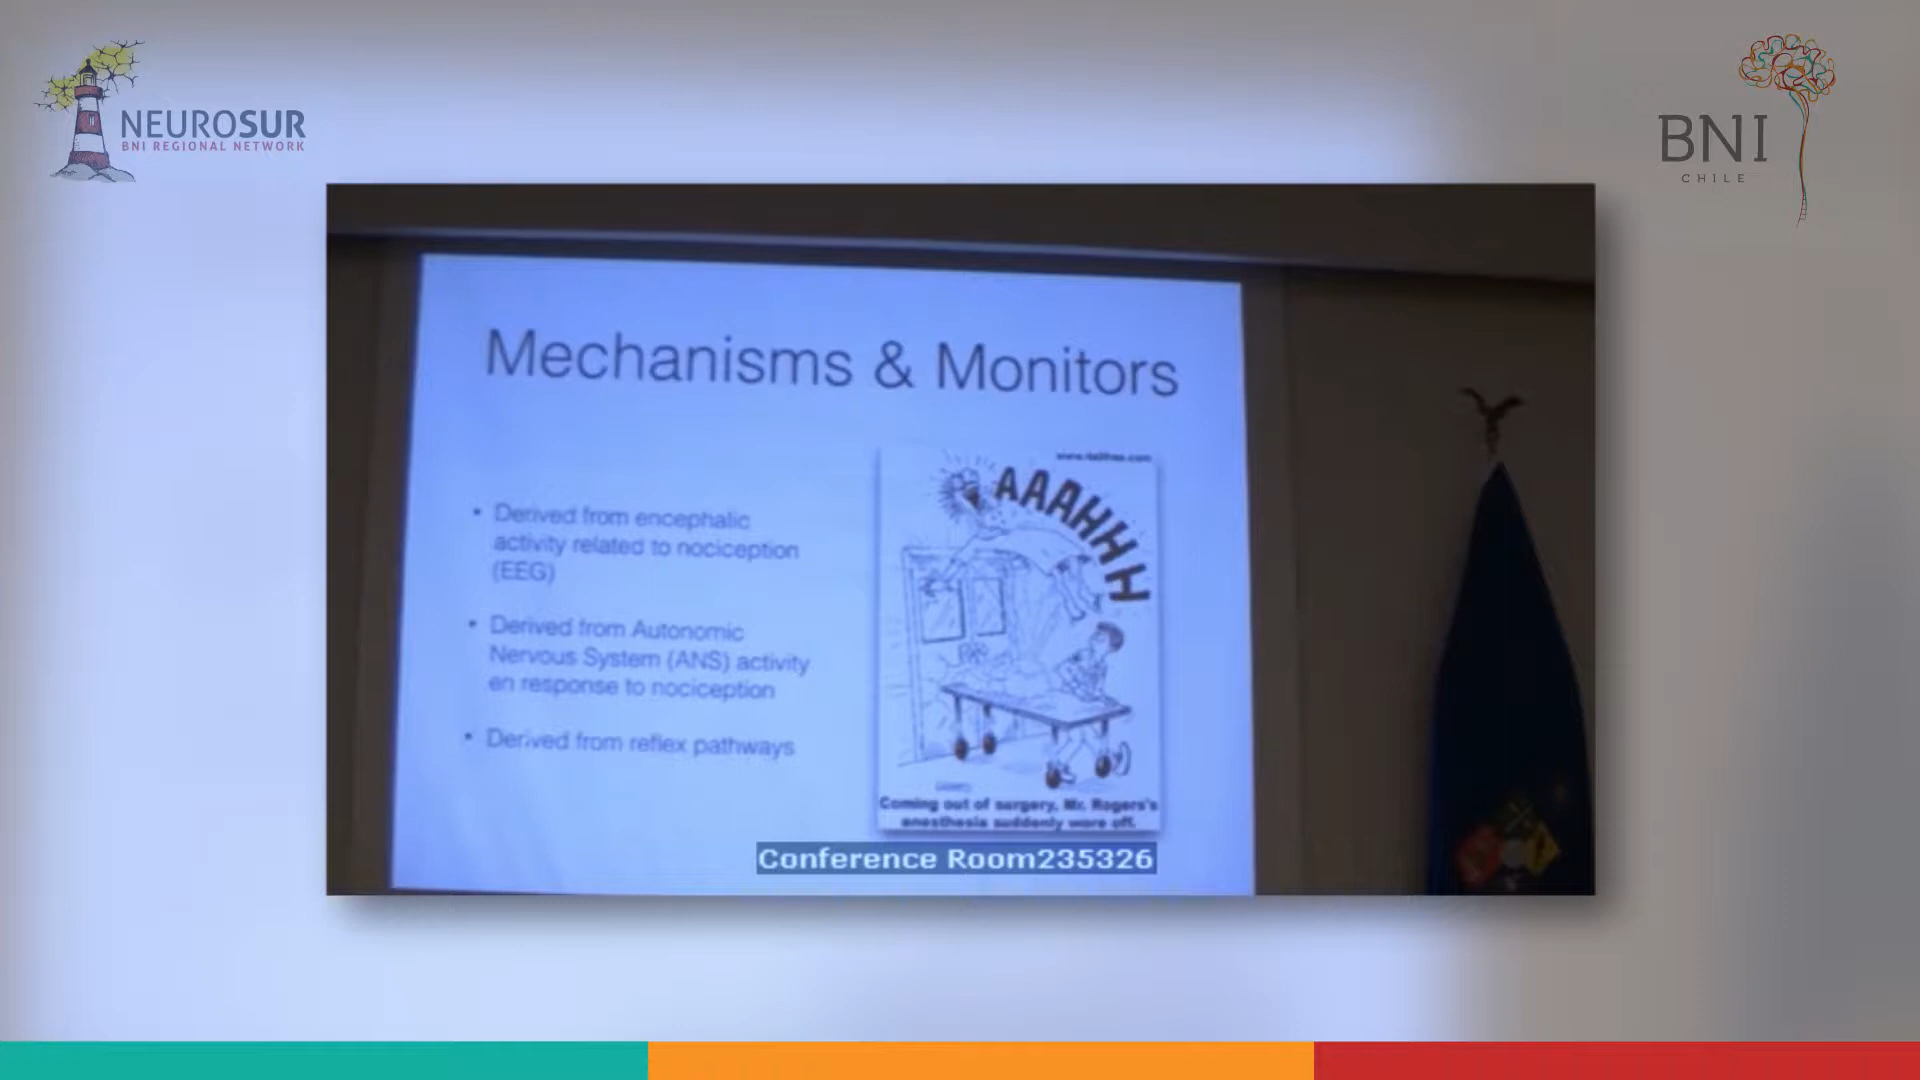 NEUROSUR
BNI REGIONAL NETWORK
BNI
CHILE
Mechanisms & Monitors
• Derived from encephalic
activity related to nociception
(EEG)
• Derived from Autonomic
Nervous System (ANS) activity
en response to nociception
• Derived from reflex pathways
AAAHHH
Coming out of surgery, Mr. Rogers's
anesthesia suddenly wore off.
Conference Room235326